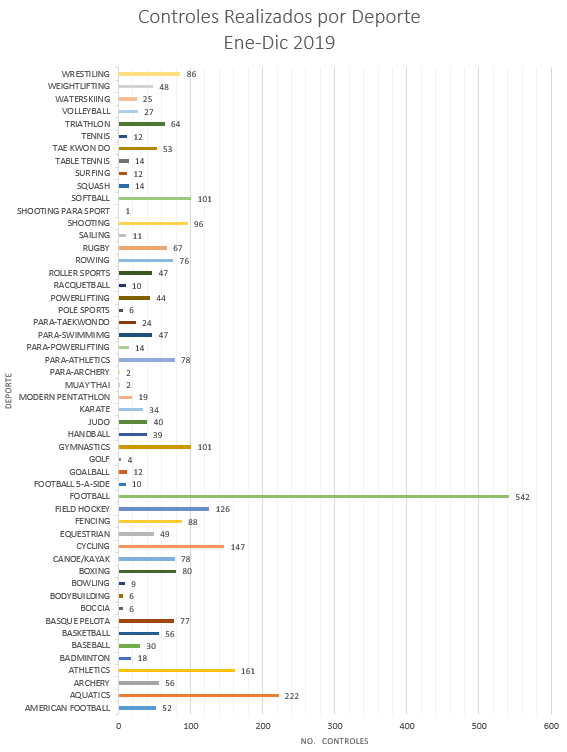 Controles Realizados por Deporte
Ene-Dic 2019
WRESTILING 86
WEIGHTLIFTING 48
WATERSKIING 25
VOLLEYBALL 27
TRIATHLON 64
TENNIS 12
TAE KWON DO 53
TABLE TENNIS 14
SURFING 12
SQUASH 14
SOFTBALL 101
SHOOTING PARA SPORT 1
SHOOTING 96
SAILING 11
RUGBY 67
ROWING 76
ROLLER SPORTS 47
RACQUETBALL 10
POWERLIFTING 44
POLE SPORTS 6
PARA-TAEKWONDO 24
PARA-SWIMMIMG 47
PARA-POWERLIFTING 14
PARA-ATHLETICS 78
PARA-ARCHERY 2
MUAY THAI 2
MODERN PENTATHLON 19
KARATE 34
JUDO 40
HANDBALL 39
GYMNASTICS 101
GOLF 4
GOALBALL 12
FOOTBALL 5-A-SIDE 10
FOOTBALL 542
FIELD HOCKEY 126
FENCING 88
EQUESTRIAN 49
CYCLING 147
CANOE/KAYAK 78
BOXING 80
BOWLING 9
BODYBUILDING 6
BOCCIA 6
BASQUE PELOTA 77
BASKETBALL 56
BASEBALL 30
BADMINTON 18
ATHLETICS 161
ARCHERY 56
AQUATICS 222
AMERICAN FOOTBALL 52
DEPORTE
0 100 200 300 400 500 600
NO. CONTROLES